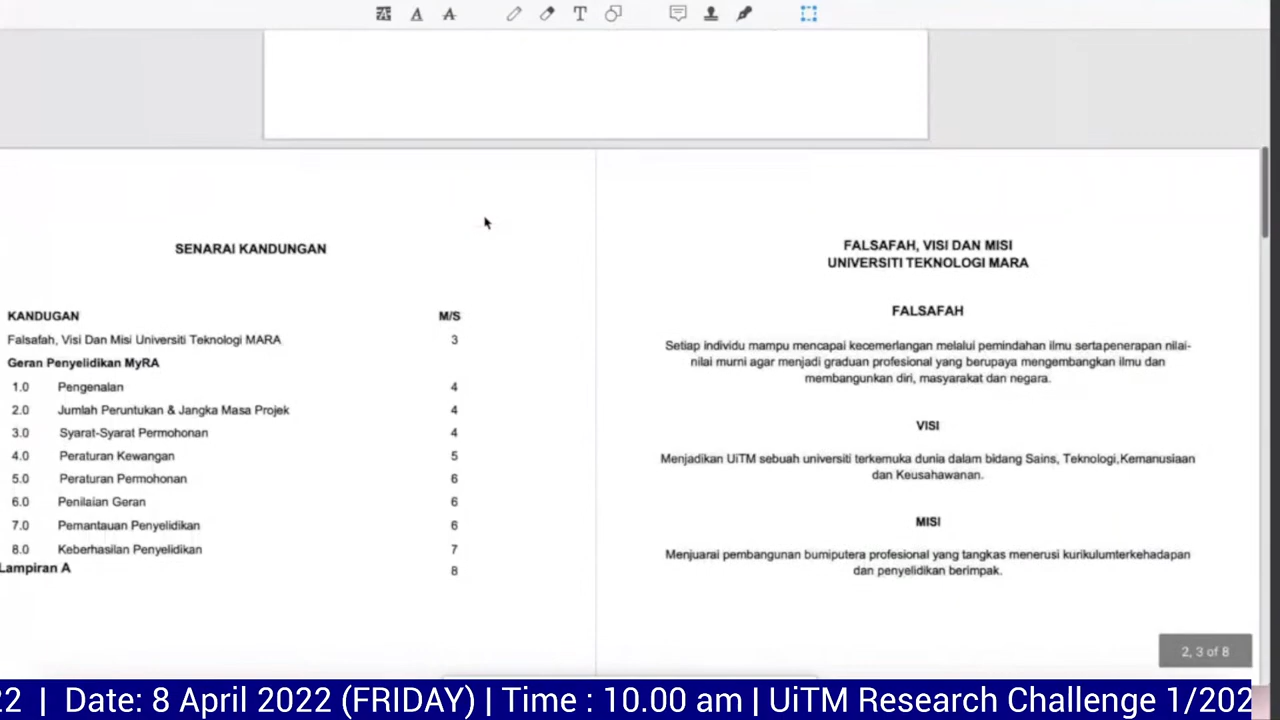 SENARAI KANDUNGAN
KANDUGAN M/S
Falsafah, Visi Dan Misi Universiti Teknologi MARA 3
Geran Penyelidikan MyRA
1.0 Pengenalan 4
2.0 Jumlah Peruntukan & Jangka Masa Projek 4
3.0 Syarat-Syarat Permohonan 4
4.0 Peraturan Kewangan 5
5.0 Peraturan Permohonan 6
6.0 Penilaian Geran 6
7.0 Pemantauan Penyelidikan 6
8.0 Keberhasilan Penyelidikan 7
Lampiran A 8
FALSAFAH, VISI DAN MISI
UNIVERSITI TEKNOLOGI MARA
FALSAFAH
Setiap individu mampu mencapai kecemerlangan melalui pemindahan ilmu sertapenerapan nilai-
nilai murni agar menjadi graduan profesional yang berupaya mengembangkan ilmu dan
membangunkan diri, masyarakat dan negara.
VISI
Menjadikan UiTM sebuah universiti terkemuka dunia dalam bidang Sains, Teknologi,Kemanusiaan
dan Keusahawanan.
MISI
Menjuarai pembangunan bumiputera profesional yang tangkas menerusi kurikulumterkehadapan
dan penyelidikan berimpak.
2, 3 of 8
22 | Date: 8 April 2022 (FRIDAY) | Time : 10.00 am | UiTM Research Challenge 1/202